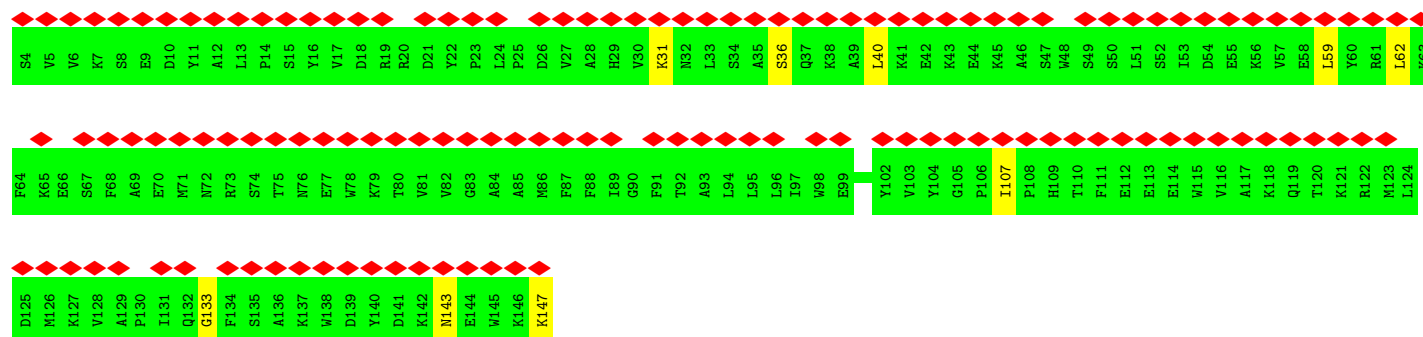 S4 V5 V6 K7 S8 E9 D10 Y11 A12 L13 P14 S15 Y16 V17 D18 R19 R20 D21 Y22 P23 L24 P25 D26 V27 A28 H29 V30 K31 N32 L33 S34 A35 S36 Q37 K38 A39 L40 K41 E42 K43 E44 K45 A46 S47 W48 S49 S50 L51 S52 I53 D54 E55 K56 V57 E58 L59 Y60 R61 L62 K63
F64 K65 E66 S67 F68 A69 E70 M71 N72 R73 S74 T75 N76 E77 W78 K79 T80 V81 V82 G83 A84 A85 M86 F87 F88 I89 G90 F91 T92 A93 L94 L95 L96 I97 W98 E99 Y102 V103 Y104 G105 P106 I107 P108 H109 T110 F111 E112 E113 E114 W115 V116 A117 K118 Q119 T120 K121 R122 M123 L124
D125 M126 K127 V128 A129 P130 I131 Q132 G133 F134 S135 A136 K137 W138 D139 Y140 D141 K142 N143 E144 W145 K146 K147